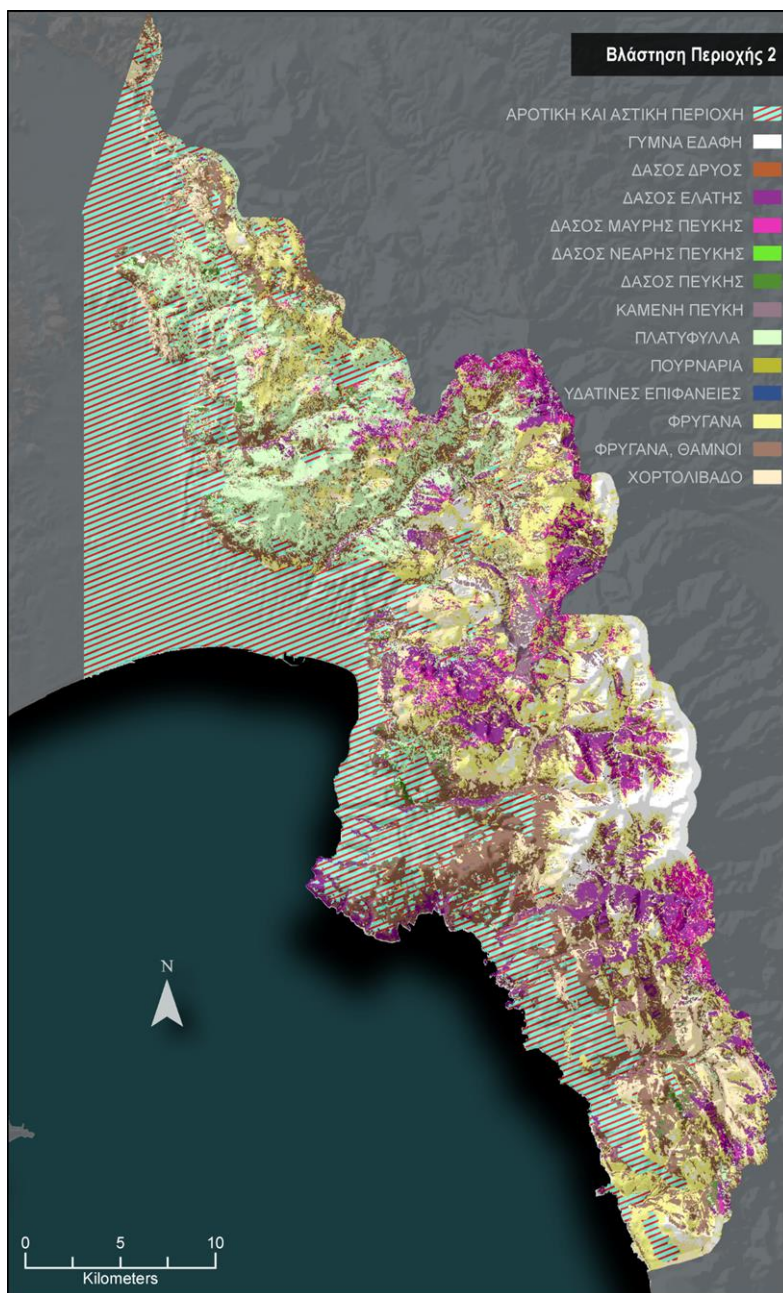 Βλάστηση Περιοχής 2
ΑΡΟΤΙΚΗ ΚΑΙ ΑΣΤΙΚΗ ΠΕΡΙΟΧΗ
ΓΥΜΝΑ ΕΔΑΦΗ
ΔΑΣΟΣ ΔΡΥΟΣ
ΔΑΣΟΣ ΕΛΑΤΗΣ
ΔΑΣΟΣ ΜΑΥΡΗΣ ΠΕΥΚΗΣ
ΔΑΣΟΣ ΝΕΑΡΗΣ ΠΕΥΚΗΣ
ΔΑΣΟΣ ΠΕΥΚΗΣ
ΚΑΜΕΝΗ ΠΕΥΚΗ
ΠΛΑΤΥΦΥΛΛΑ
ΠΟΥΡΝΑΡΙΑ
ΥΔΑΤΙΝΕΣ ΕΠΙΦΑΝΕΙΕΣ
ΦΡΥΓΑΝΑ
ΦΡΥΓΑΝΑ, ΘΑΜΝΟΙ
ΧΟΡΤΟΛΙΒΑΔΟ
N
0 5 10
Kilometers